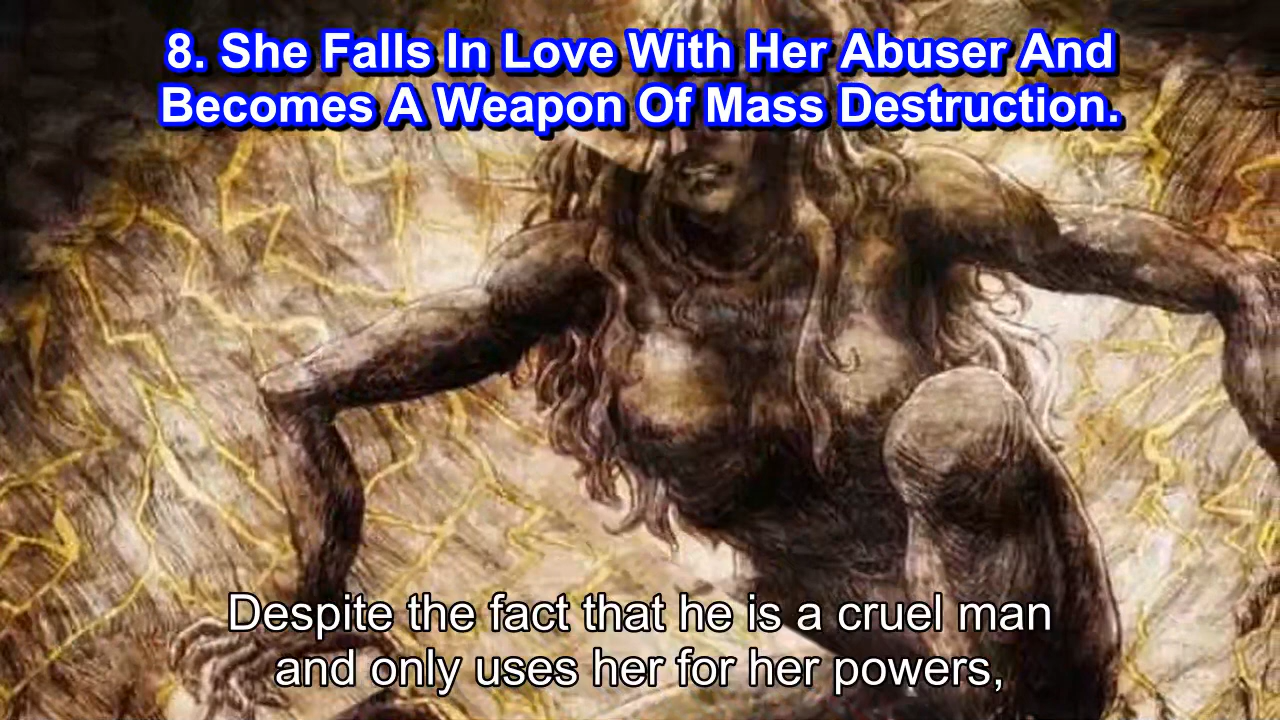 8. She Falls In Love With Her Abuser And
Becomes A Weapon Of Mass Destruction.
Despite the fact that he is a cruel man
and only uses her for her powers,